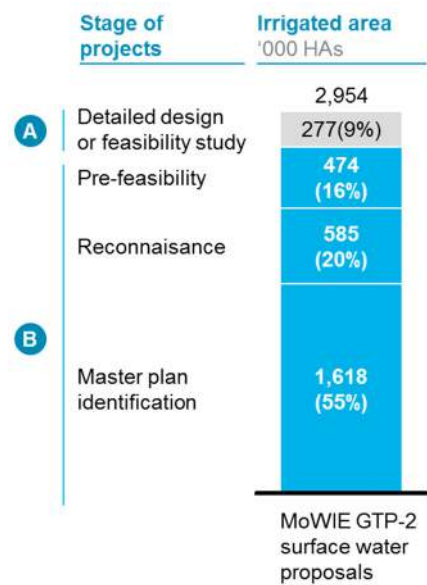 Stage of
projects
Irrigated area
‘000 HAs
2,954
A
Detailed design
or feasibility study
277(9%)
Pre-feasibility
474
(16%)
Reconnaisance
585
(20%)
B
Master plan
identification
1,618
(55%)
MoWIE GTP-2
surface water
proposals